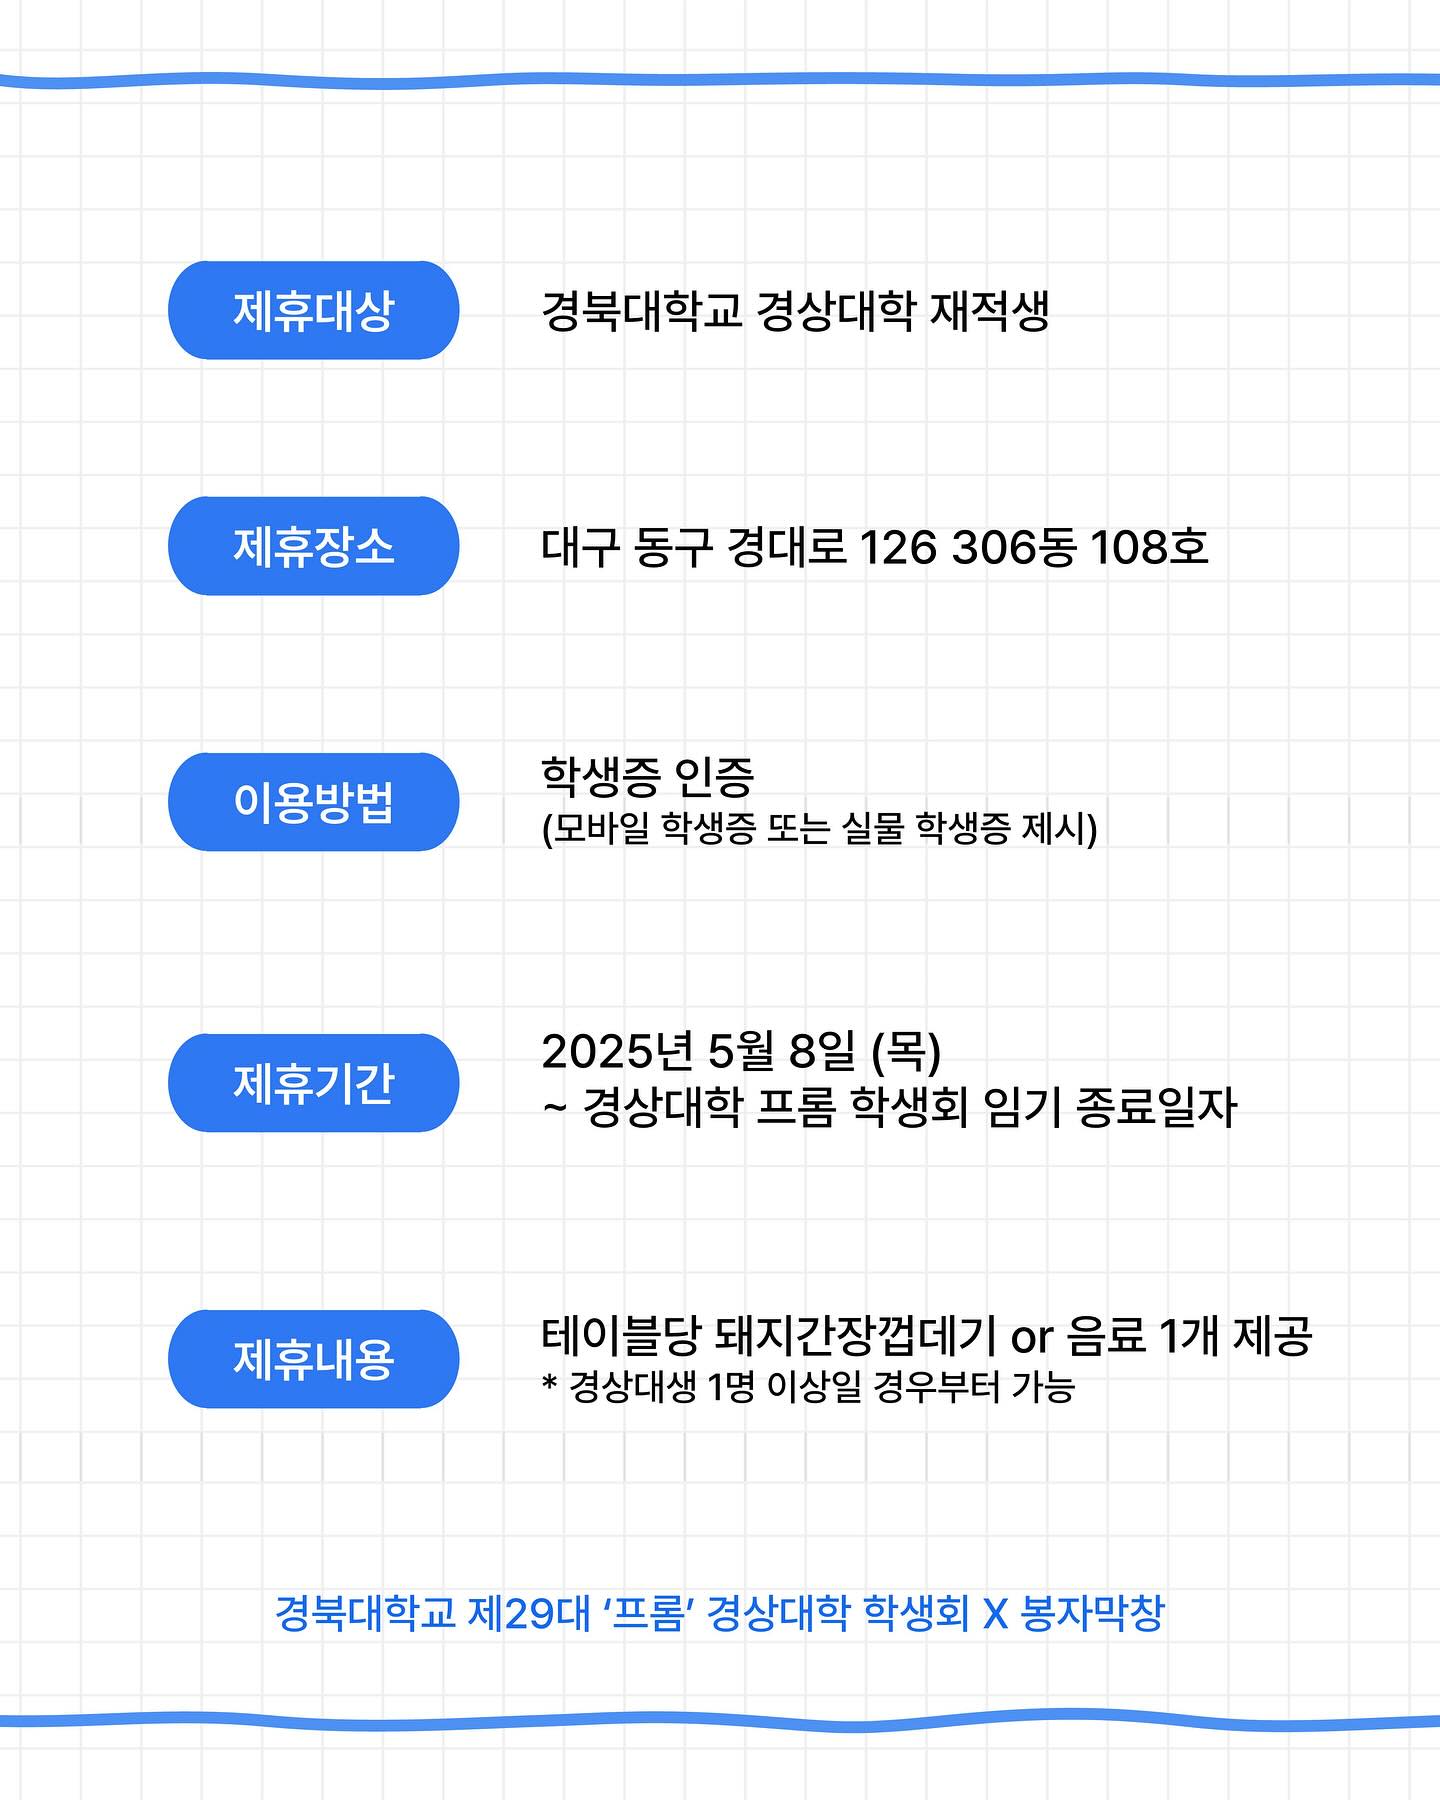 제휴대상
경북대학교 경상대학 재적생
제휴장소
대구 동구 경대로 126 306동 108호
이용방법
학생증 인증
(모바일 학생증 또는 실물 학생증 제시)
제휴기간
2025년 5월 8일 (목)
~ 경상대학 프롬 학생회 임기 종료일자
제휴내용
테이블당 돼지간장껍데기 or 음료 1개 제공
* 경상대생 1명 이상일 경우부터 가능
경북대학교 제29대 ‘프롬’ 경상대학 학생회 X 봉자막창